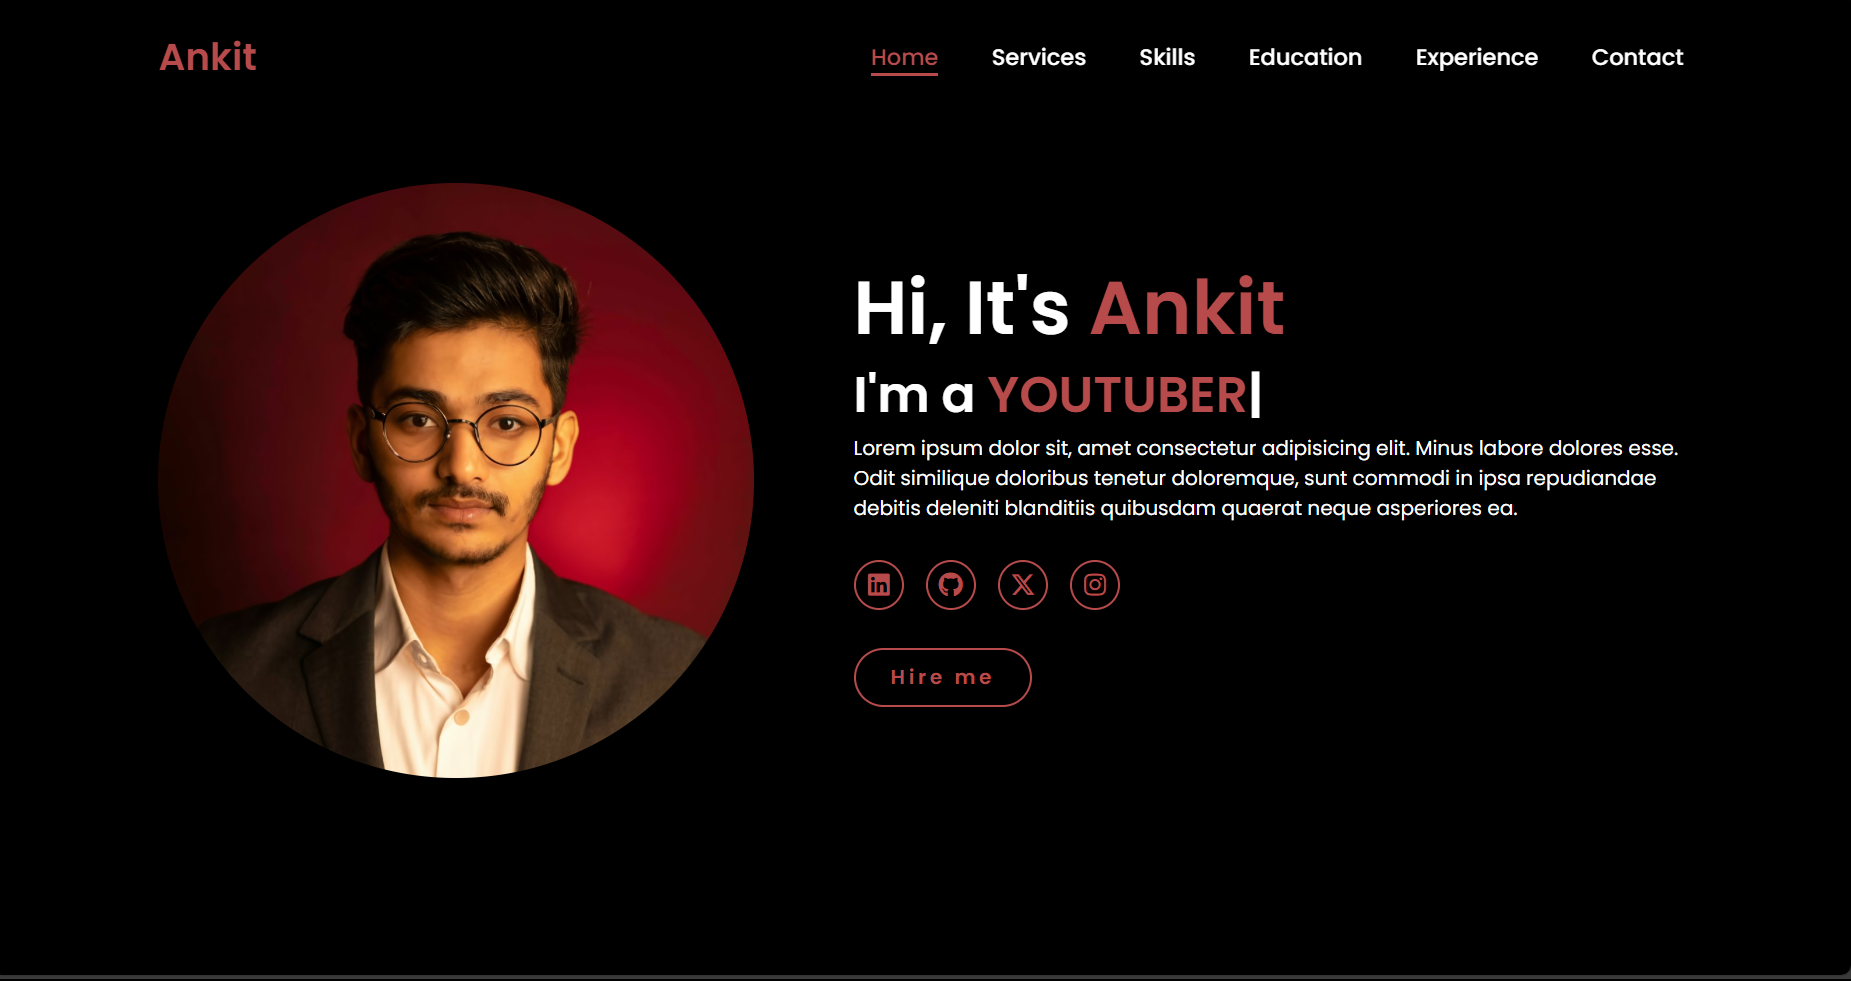 Ankit
Home Services Skills Education Experience Contact
Hi, It's Ankit
I'm a YOUTUBER|
Lorem ipsum dolor sit, amet consectetur adipisicing elit. Minus labore dolores esse.
Odit similique doloribus tenetur doloremque, sunt commodi in ipsa repudiandae
debitis deleniti blanditiis quibusdam quaerat neque asperiores ea.
Hire me